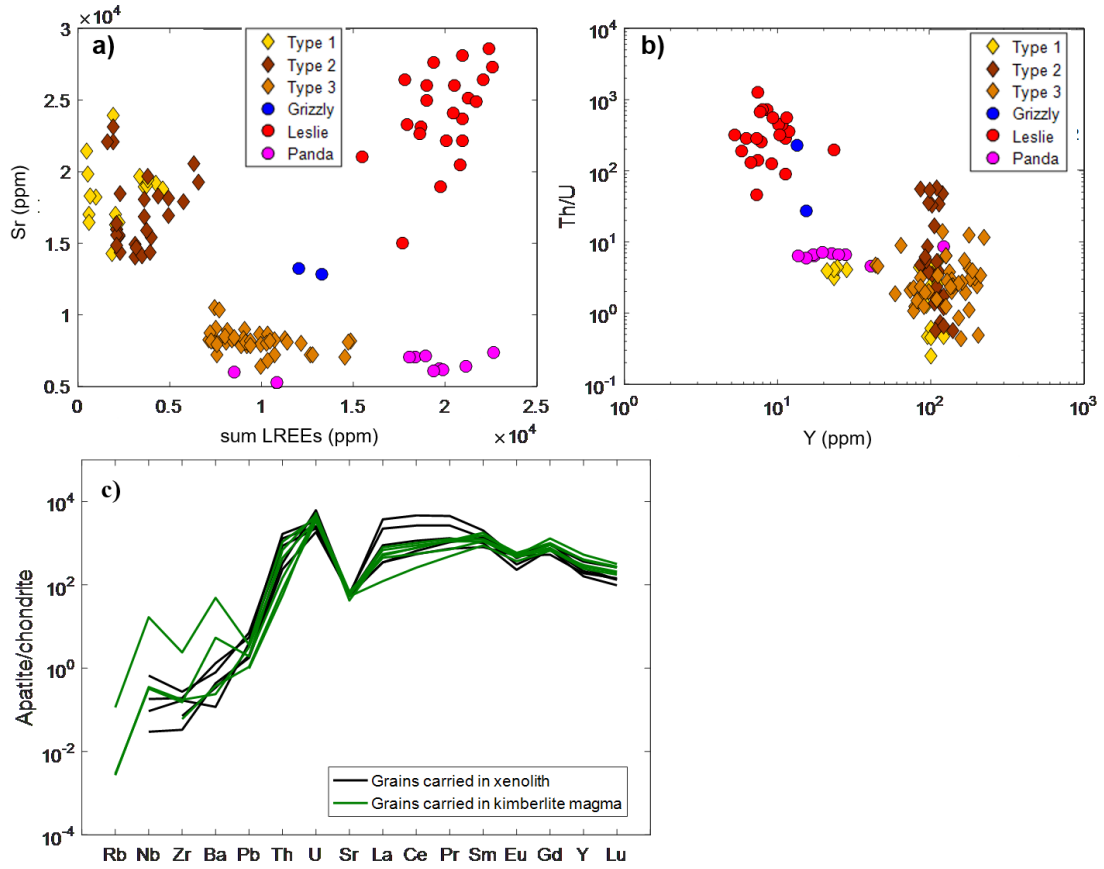 ×10⁴
3
2.5
2
1.5
1
0.5
Sr (ppm)
a)
Type 1
Type 2
Type 3
Grizzly
Leslie
Panda
0 0.5 1 1.5 2 2.5
sum LREEs (ppm) ×10⁴
10⁴
10³
10²
10¹
10⁰
10⁻¹
Th/U
b)
Type 1
Type 2
Type 3
Grizzly
Leslie
Panda
10⁰ 10¹ 10² 10³
Y (ppm)
c)
10⁴
10²
10⁰
10⁻²
10⁻⁴
Apatite/chondrite
Grains carried in xenolith
Grains carried in kimberlite magma
Rb Nb Zr Ba Pb Th U Sr La Ce Pr Sm Eu Gd Y Lu